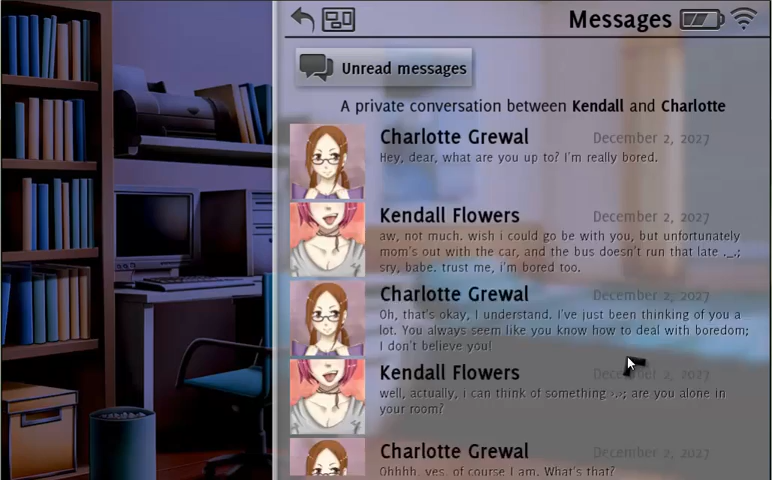 Messages
Unread messages
A private conversation between Kendall and Charlotte
Charlotte Grewal December 2, 2027
Hey, dear, what are you up to? I'm really bored.
Kendall Flowers December 2, 2027
aw, not much. wish i could go be with you, but unfortunately
mom's out with the car, and the bus doesn't run that late ._.;
sry, babe. trust me, i'm bored too.
Charlotte Grewal December 2, 2027
Oh, that's okay, I understand. I've just been thinking of you a
lot. You always seem like you know how to deal with boredom;
I don't believe you!
Kendall Flowers December 2, 2027
well, actually, i can think of something >.>; are you alone in
your room?
Charlotte Grewal December 2, 2027
Ohhhh, yes, of course I am. What's that?